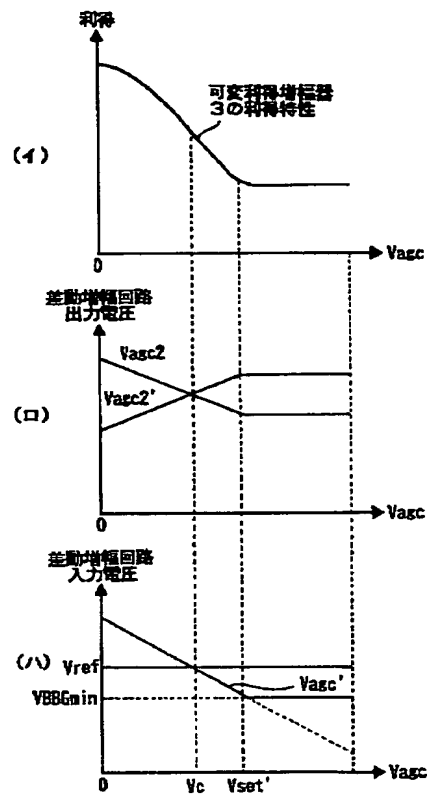 利得
可変利得増幅器
3の利得特性
(イ)
0
Vagc
差動増幅回路
出力電圧
Vagc2
Vagc2'
(ロ)
0
Vagc
差動増幅回路
入力電圧
(ハ)
Vref
Vagc'
VBBGmin
0
Vc
Vset'
Vagc